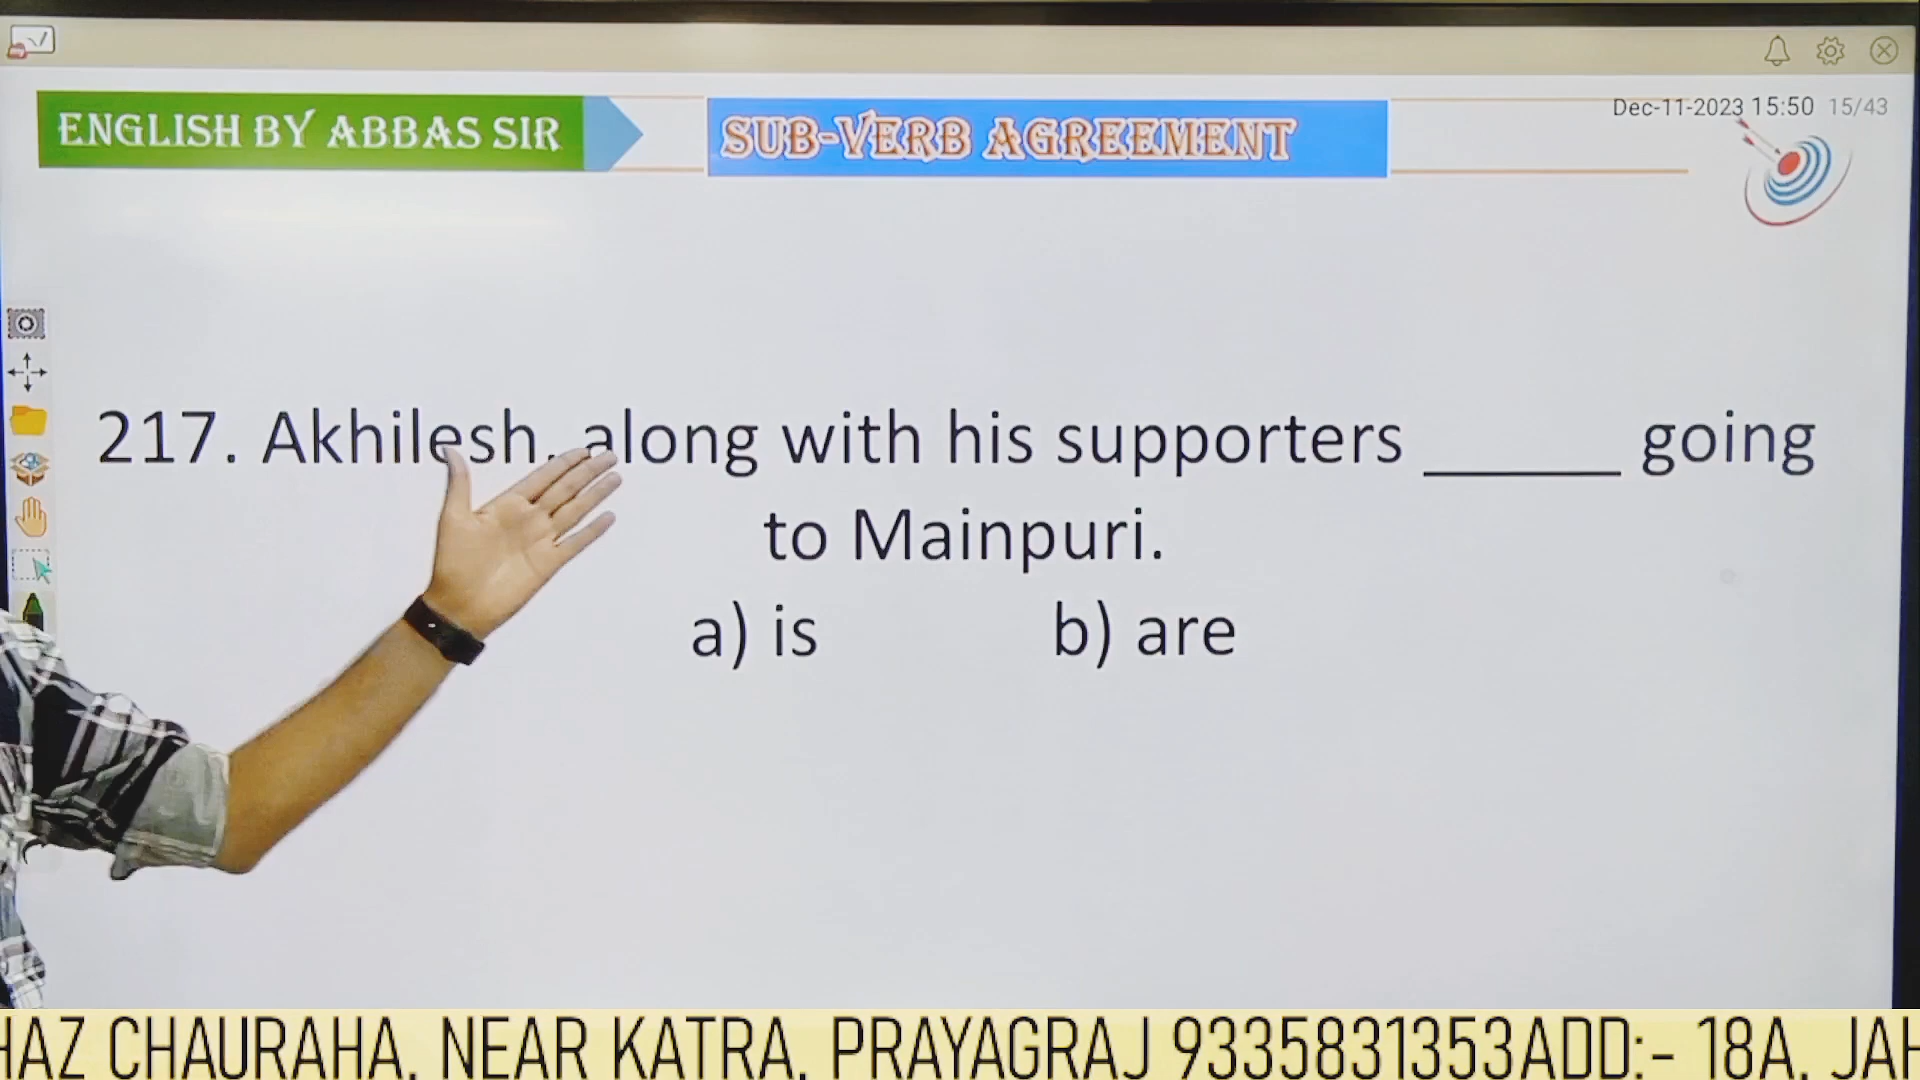 ENGLISH BY ABBAS SIR
SUB-VERB AGREEMENT
Dec-11-2023 15:50 15/43
217. Akhilesh, along with his supporters ______ going
to Mainpuri.
a) is b) are
HAZ CHAURAHA, NEAR KATRA, PRAYAGRAJ 9335831353ADD:- 18A, JAH